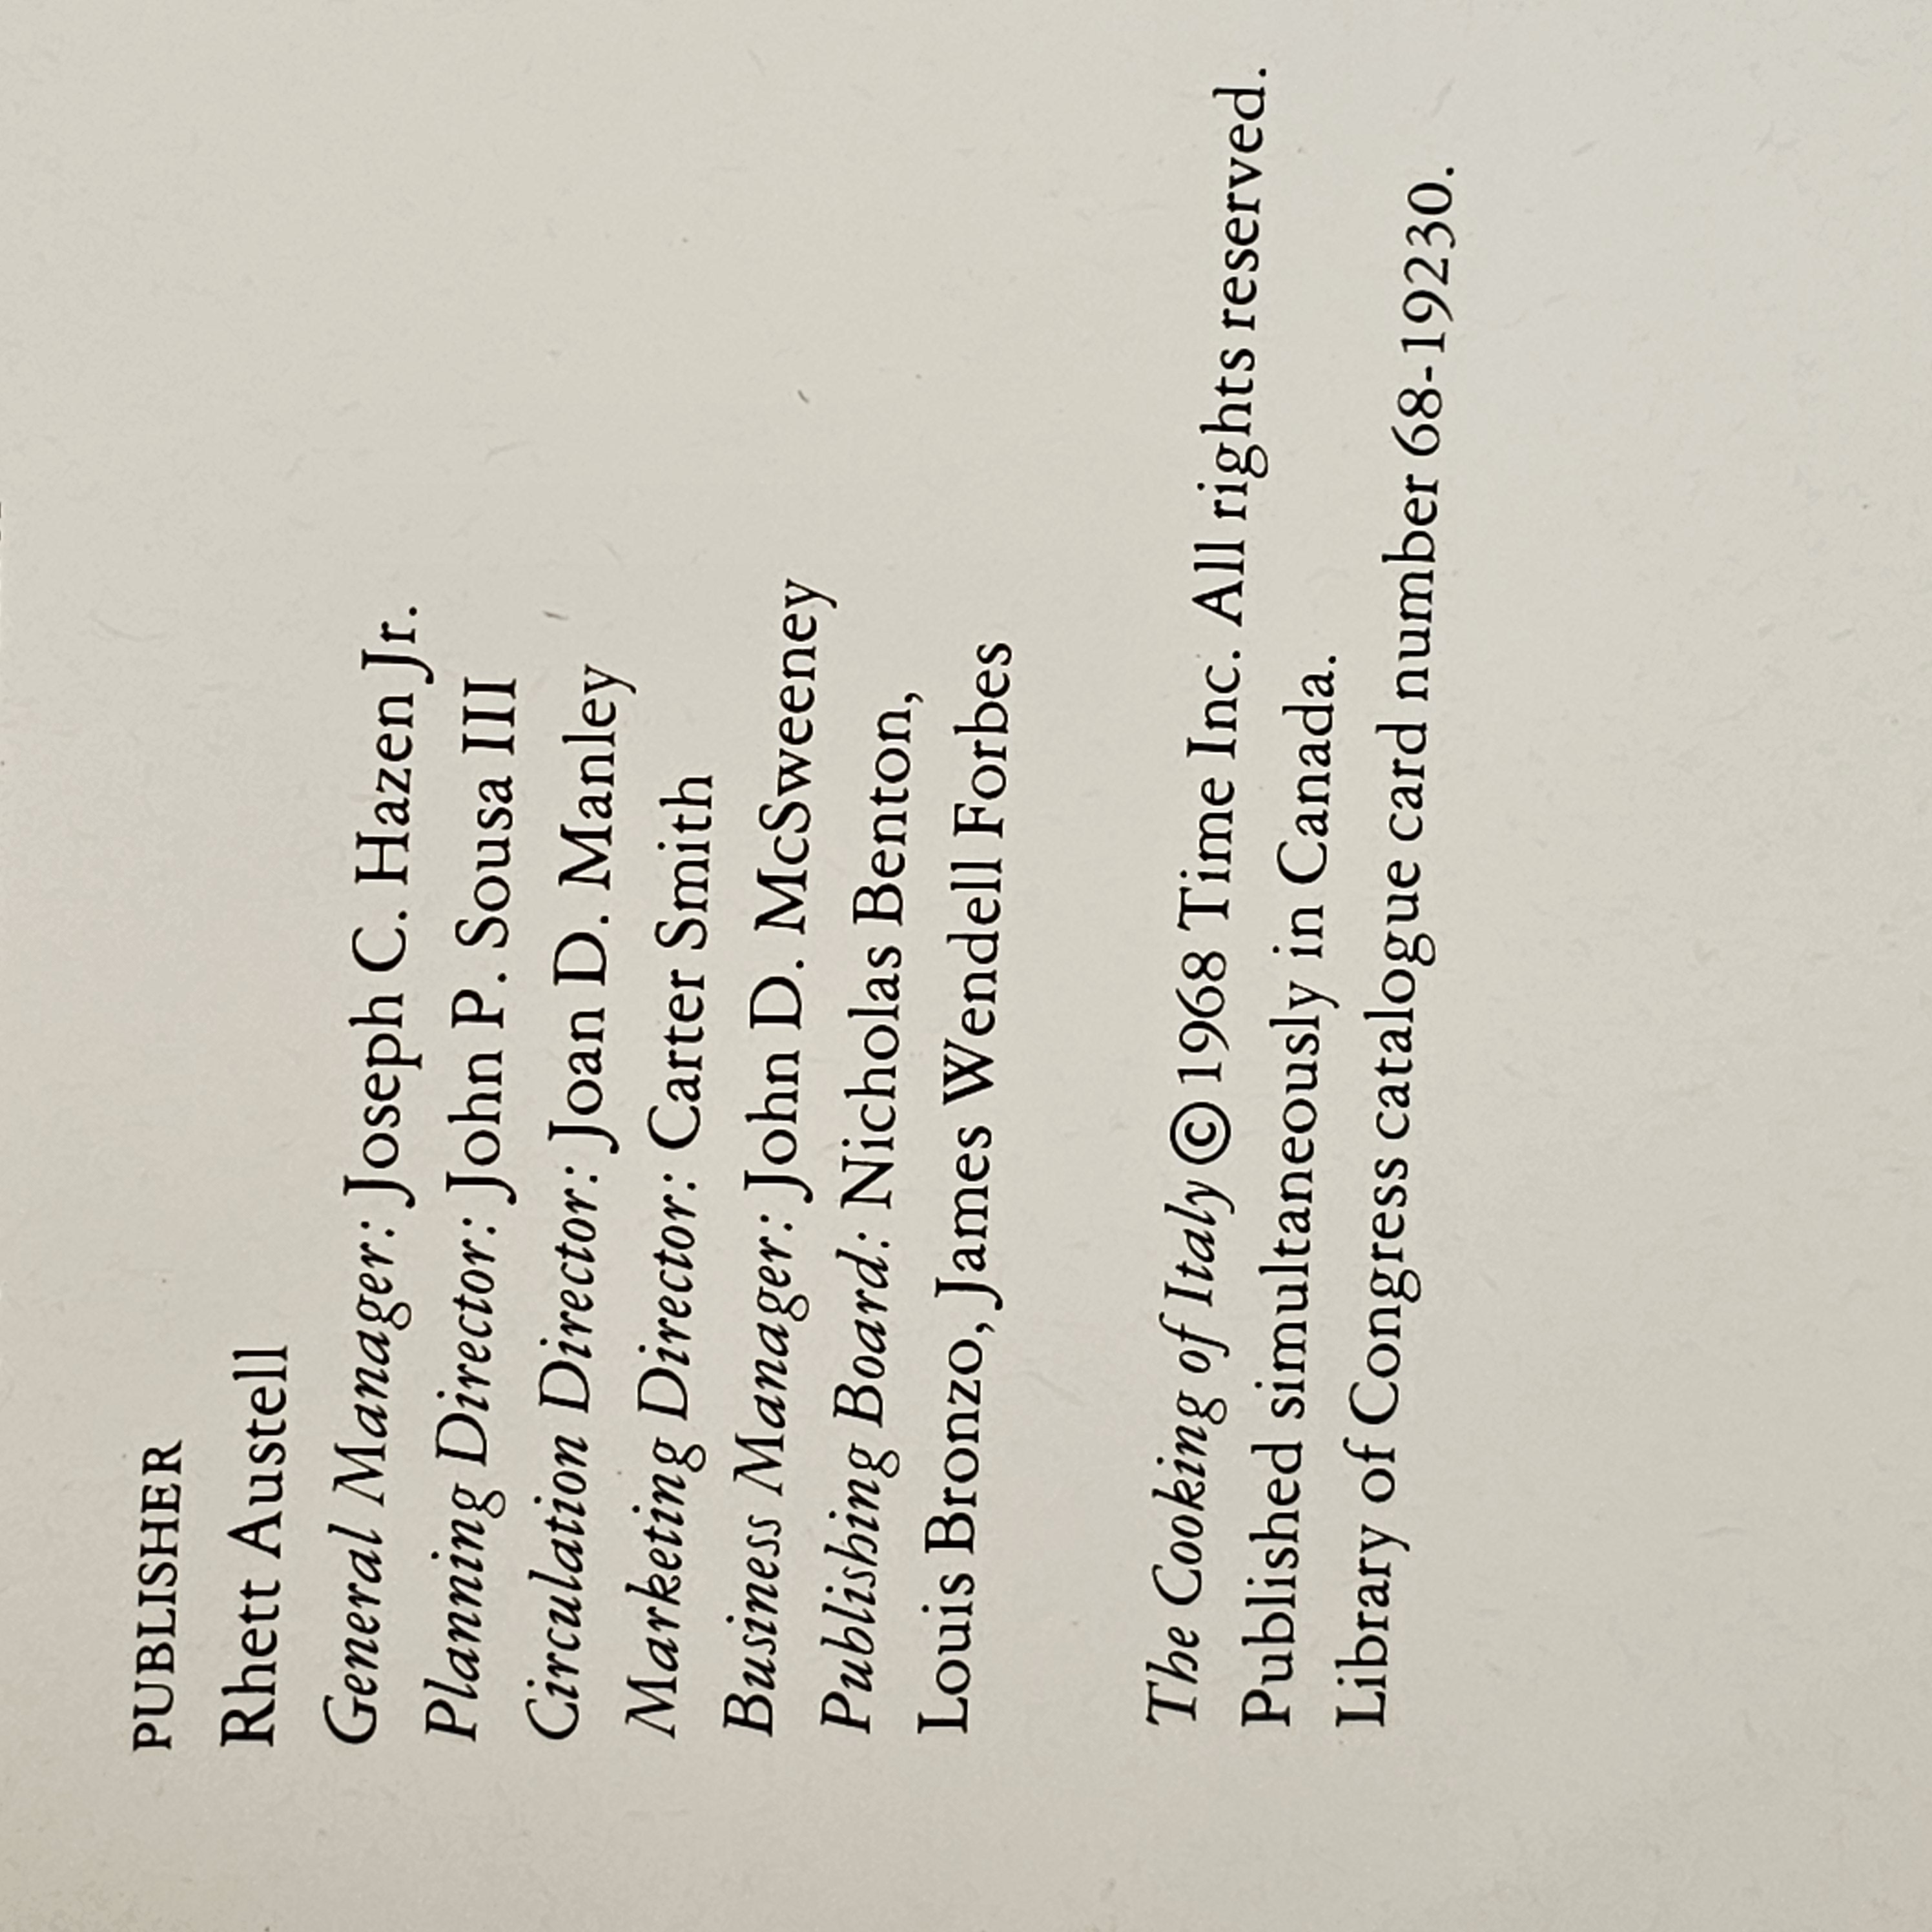 PUBLISHER
Rhett Austell
General Manager: Joseph C. Hazen Jr.
Planning Director: John P. Sousa III
Circulation Director: Joan D. Manley
Marketing Director: Carter Smith
Business Manager: John D. McSweeney
Publishing Board: Nicholas Benton,
Louis Bronzo, James Wendell Forbes
The Cooking of Italy © 1968 Time Inc. All rights reserved.
Published simultaneously in Canada.
Library of Congress catalogue card number 68-19230.